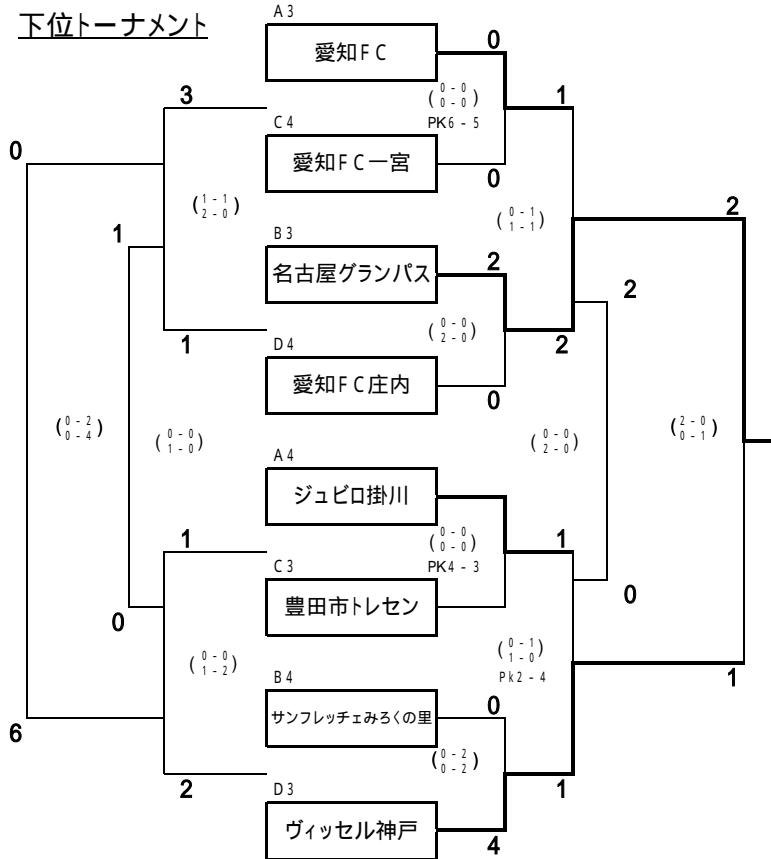 下位トーナメント
A3
愛知FC
0
3
(0-0
0-0)
1
C4
PK6-5
0
愛知FC一宮
0
(1-1
2-0)
(0-1
1-1)
2
1
B3
名古屋グランパス
2
2
D4
(0-0
2-0)
1
2
愛知FC庄内
0
(0-2
0-4)
(0-0
1-0)
(0-0
2-0)
(2-0
0-1)
A4
ジュビロ掛川
1
(0-0
0-0)
1
C3
PK4-3
豊田市トレセン
0
0
(0-0
1-2)
(0-1
1-0)
Pk2-4
1
B4
サンフレッチェみろくの里
0
6
(0-2
0-2)
2
D3
1
ヴィッセル神戸
4